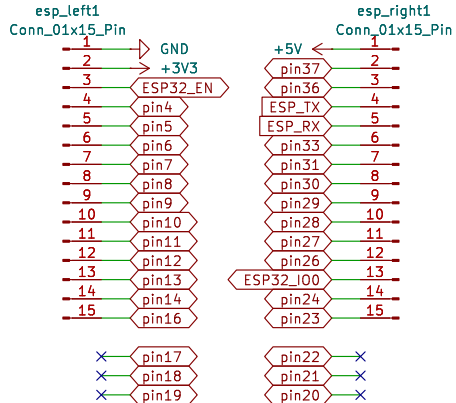 esp_left1
Conn_01x15_Pin
1 GND
2 +3V3
3 ESP32_EN
4 pin4
5 pin5
6 pin6
7 pin7
8 pin8
9 pin9
10 pin10
11 pin11
12 pin12
13 pin13
14 pin14
15 pin16
pin17
pin18
pin19
esp_right1
Conn_01x15_Pin
+5V 1
pin37 2
pin36 3
ESP_TX 4
ESP_RX 5
pin33 6
pin31 7
pin30 8
pin29 9
pin28 10
pin27 11
pin26 12
ESP32_IO0 13
pin24 14
pin23 15
pin22
pin21
pin20